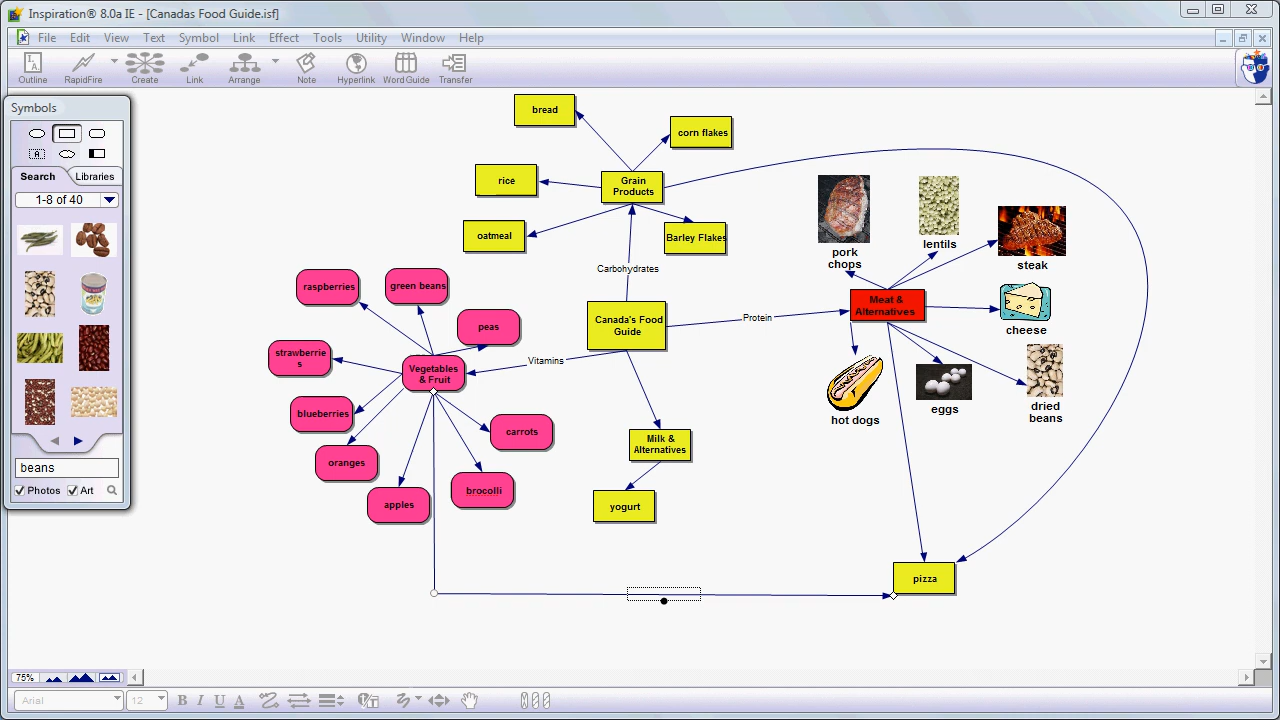 Inspiration® 8.0a IE - [Canadas Food Guide.isf]
File Edit View Text Symbol Link Effect Tools Utility Window Help
Outline RapidFire Create Link Arrange Note Hyperlink Word Guide Transfer
Symbols
A
Search Libraries
1-8 of 40
beans
Photos Art
bread
corn flakes
rice
Grain
Products
oatmeal
Barley Flakes
Carbohydrates
pork
chops
lentils
steak
raspberries
green beans
peas
Canada's Food
Guide
Protein
Meat &
Alternatives
cheese
strawberrie
s
Vegetables
& Fruit
Vitamins
hot dogs
eggs
dried
beans
blueberries
carrots
oranges
Milk &
Alternatives
apples
brocolli
yogurt
pizza
75%
Arial 12 B I U A